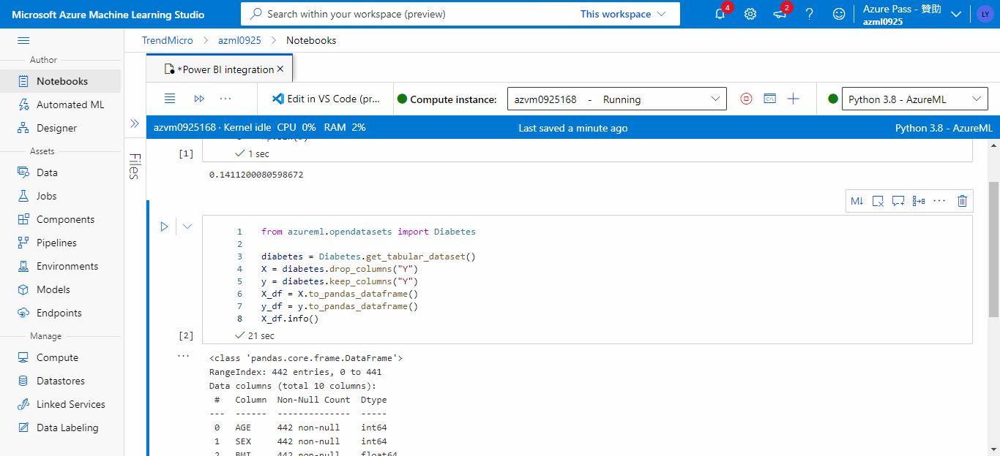 Microsoft Azure Machine Learning Studio
Search within your workspace (preview)
This workspace
4
2
Azure Pass - 贊助
azml0925
LY
TrendMicro > azml0925 > Notebooks
Author
Notebooks
Automated ML
Designer
Assets
Data
Jobs
Components
Pipelines
Environments
Models
Endpoints
Manage
Compute
Datastores
Linked Services
Data Labeling
Files
*Power BI integration
Edit in VS Code (pr...
Compute instance:
azvm0925168 - Running
Python 3.8 - AzureML
azvm0925168 · Kernel idle CPU 0% RAM 2%
Last saved a minute ago
Python 3.8 - AzureML
[1]
1 sec
0.1411200080598672
M↓
1 from azureml.opendatasets import Diabetes
2
3 diabetes = Diabetes.get_tabular_dataset()
4 X = diabetes.drop_columns("Y")
5 y = diabetes.keep_columns("Y")
6 X_df = X.to_pandas_dataframe()
7 y_df = y.to_pandas_dataframe()
8 X_df.info()
[2]
21 sec
<class 'pandas.core.frame.DataFrame'>
RangeIndex: 442 entries, 0 to 441
Data columns (total 10 columns):
# Column Non-Null Count Dtype
--- ------ -------------- -----
0 AGE 442 non-null int64
1 SEX 442 non-null int64
2 BMI 442 non-null float64